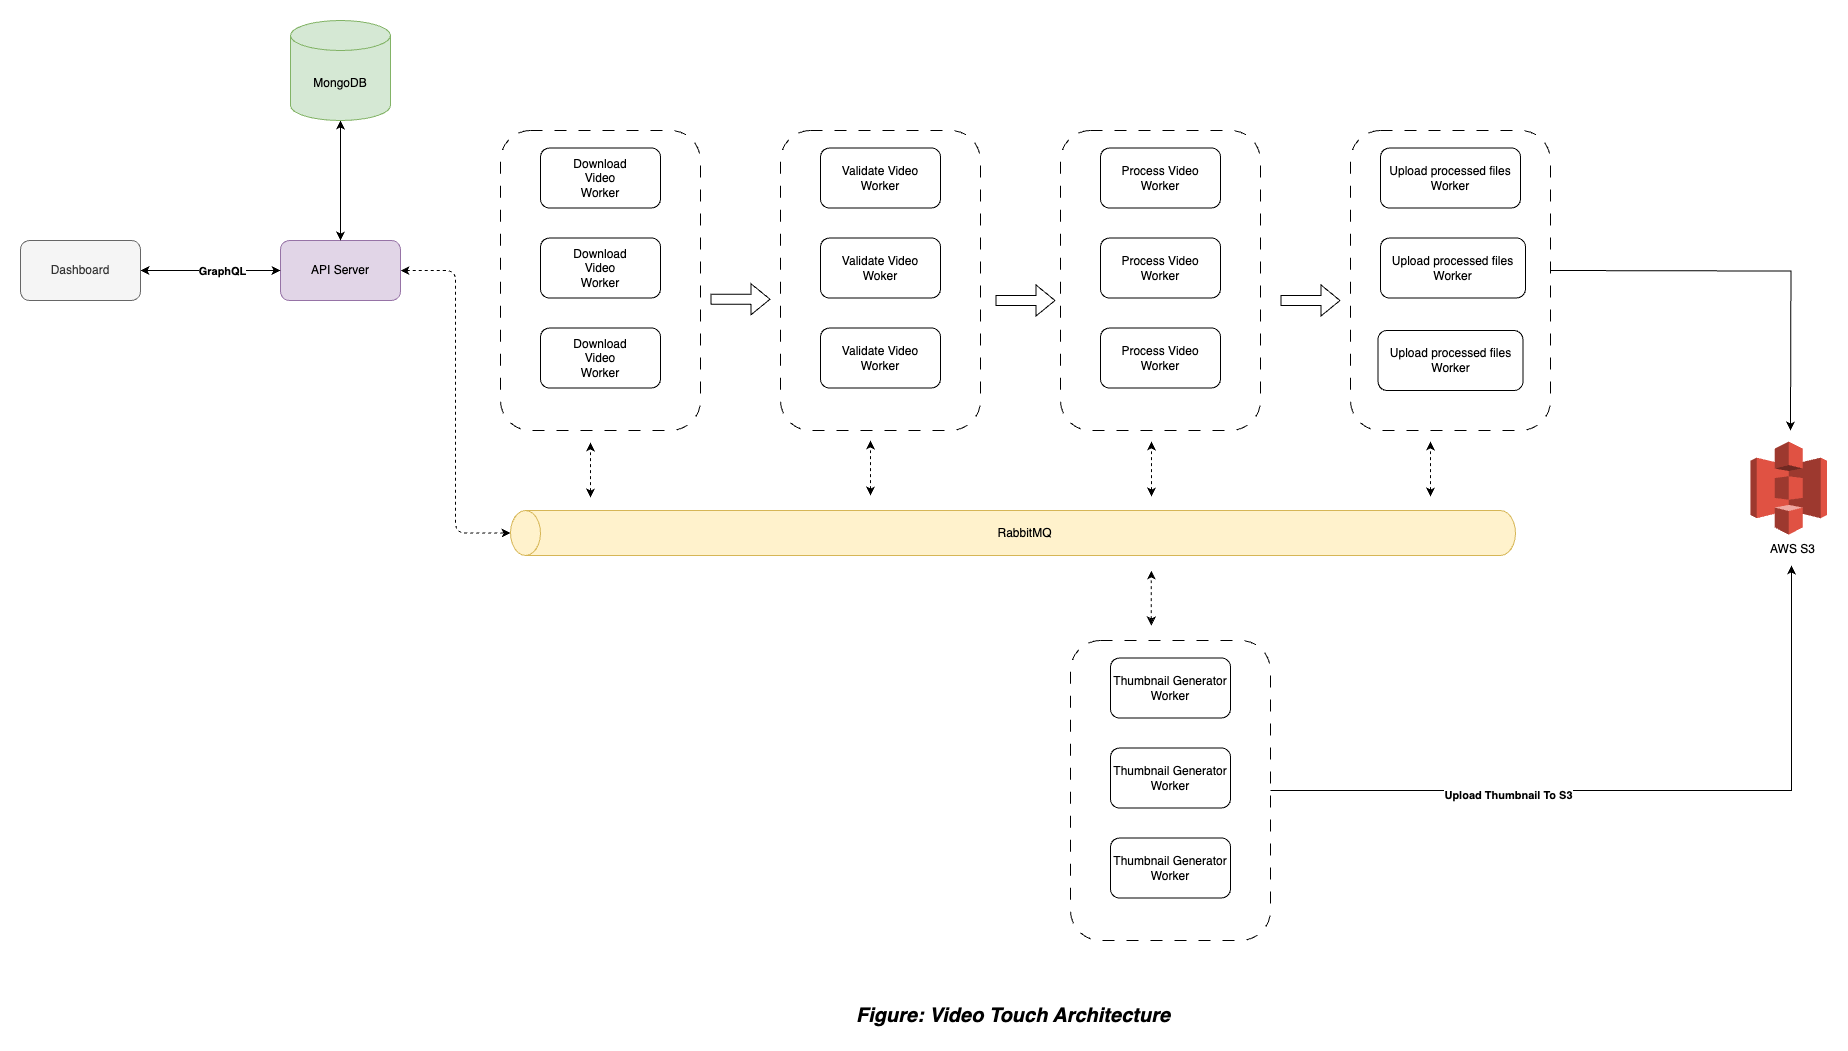 MongoDB
Dashboard
GraphQL
API Server
Download
Video
Worker
Download
Video
Worker
Download
Video
Worker
Validate Video
Worker
Validate Video
Woker
Validate Video
Worker
Process Video
Worker
Process Video
Worker
Process Video
Worker
Upload processed files
Worker
Upload processed files
Worker
Upload processed files
Worker
RabbitMQ
AWS S3
Thumbnail Generator
Worker
Thumbnail Generator
Worker
Thumbnail Generator
Worker
Upload Thumbnail To S3
Figure: Video Touch Architecture